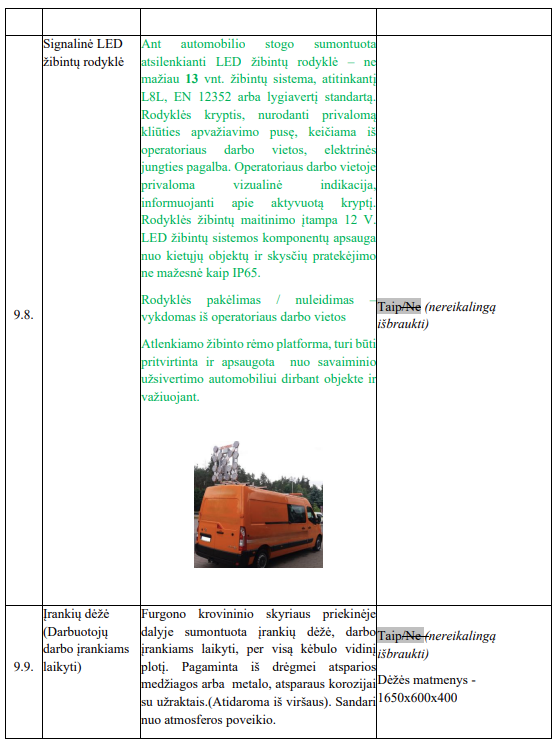 9.8.
Signalinė LED
žibintų rodyklė
Ant automobilio stogo sumontuota
atsilenkianti LED žibintų rodyklė – ne
mažiau 13 vnt. žibintų sistema, atitinkantį
L8L, EN 12352 arba lygiavertį standartą.
Rodyklės kryptis, nurodanti privalomą
kliūties apvažiavimo pusę, keičiama iš
operatoriaus darbo vietos, elektrinės
jungties pagalba. Operatoriaus darbo vietoje
privaloma vizualinė indikacija,
informuojanti apie aktyvuotą kryptį.
Rodyklės žibintų maitinimo įtampa 12 V.
LED žibintų sistemos komponentų apsauga
nuo kietųjų objektų ir skysčių pratekėjimo
ne mažesnė kaip IP65.
Rodyklės pakėlimas / nuleidimas –
vykdomas iš operatoriaus darbo vietos
Atlenkiamo žibinto rėmo platforma, turi būti
pritvirtinta ir apsaugota nuo savaiminio
užsivertimo automobiliui dirbant objekte ir
važiuojant.
Taip/Ne (nereikalingą
išbraukti)
9.9.
Įrankių dėžė
(Darbuotojų
darbo įrankiams
laikyti)
Furgono krovininio skyriaus priekinėje
dalyje sumontuota įrankių dėžė, darbo
įrankiams laikyti, per visą kėbulo vidinį
plotį. Pagaminta iš drėgmei atsparios
medžiagos arba metalo, atsparaus korozijai
su užraktais.(Atidaroma iš viršaus). Sandari
nuo atmosferos poveikio.
Taip/Ne (nereikalingą
išbraukti)
Dėžės matmenys -
1650x600x400